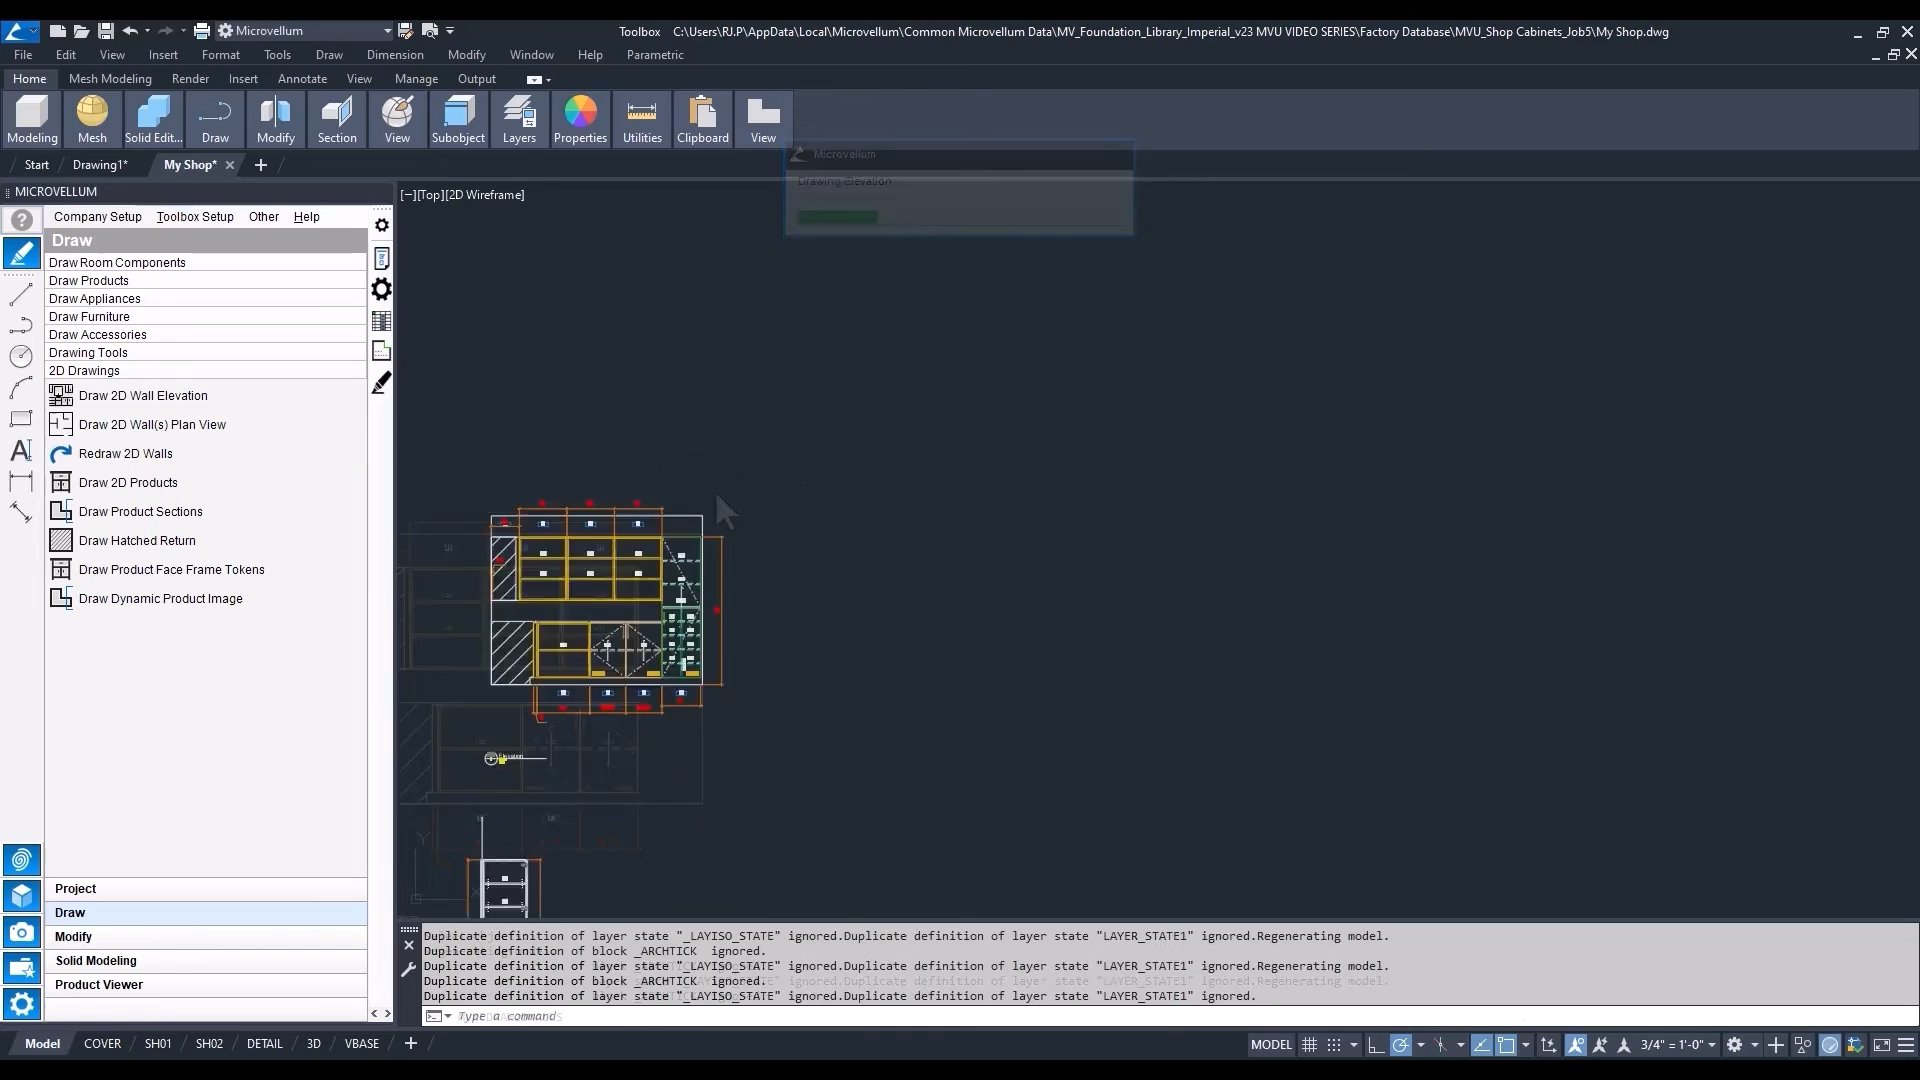 Microvellum
Toolbox C:\Users\RJ.P\AppData\Local\Microvellum\Common Microvellum Data\MV_Foundation_Library_Imperial_v23 MVU VIDEO SERIES\Factory Database\MVU_Shop Cabinets_Job5\My Shop.dwg
File Edit View Insert Format Tools Draw Dimension Modify Window Help Parametric
Home Mesh Modeling Render Insert Annotate View Manage Output
Modeling Mesh Solid Edit... Draw Modify Section View Subobject Layers Properties Utilities Clipboard View
Start Drawing1* My Shop*
Microvellum
Drawing Elevation
MICROVELLUM
[−][Top][2D Wireframe]
Company Setup Toolbox Setup Other Help
Draw
Draw Room Components
Draw Products
Draw Appliances
Draw Furniture
Draw Accessories
Drawing Tools
2D Drawings
Draw 2D Wall Elevation
Draw 2D Wall(s) Plan View
Redraw 2D Walls
Draw 2D Products
Draw Product Sections
Draw Hatched Return
Draw Product Face Frame Tokens
Draw Dynamic Product Image
Elevation
Project
Draw
Modify
Solid Modeling
Product Viewer
Duplicate definition of layer state "_LAYISO_STATE" ignored.Duplicate definition of layer state "LAYER_STATE1" ignored.Regenerating model.
Duplicate definition of block _ARCHTICK ignored.
Duplicate definition of layer state "_LAYISO_STATE" ignored.Duplicate definition of layer state "LAYER_STATE1" ignored.Regenerating model.
Duplicate definition of block _ARCHTICK ignored.
Duplicate definition of layer state "_LAYISO_STATE" ignored.Duplicate definition of layer state "LAYER_STATE1" ignored.
Type a command
Model COVER SH01 SH02 DETAIL 3D VBASE
MODEL 3/4" = 1'-0"